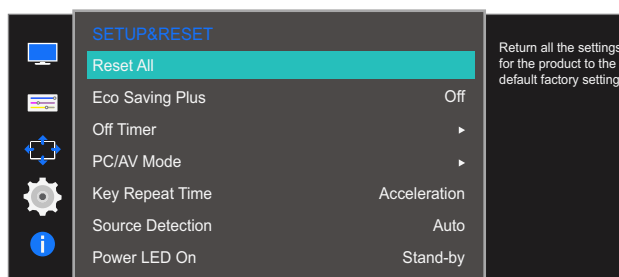 SETUP&RESET
Reset All
Eco Saving Plus Off
Off Timer
PC/AV Mode
Key Repeat Time Acceleration
Source Detection Auto
Power LED On Stand-by
Return all the settings
for the product to the
default factory setting